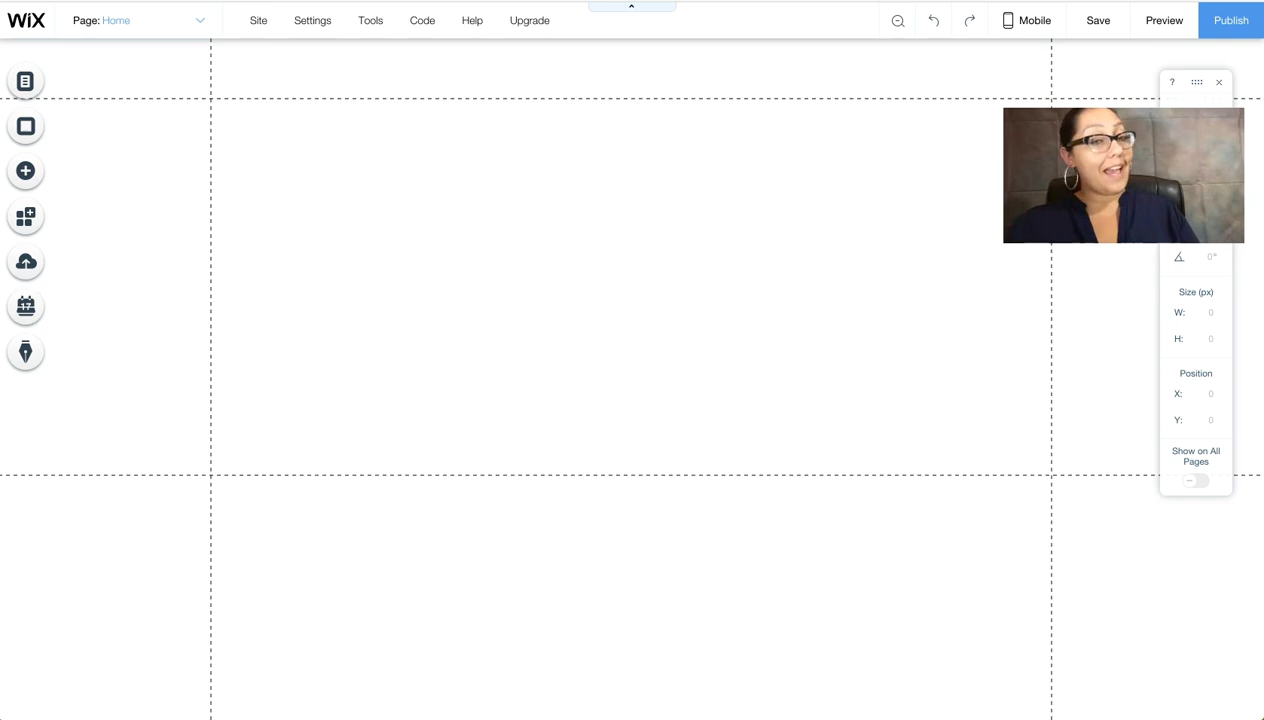 WiX Page: Home Site Settings Tools Code Help Upgrade Mobile Save Preview Publish
?
17
0°
Size (px)
W: 0
H: 0
Position
X: 0
Y: 0
Show on All
Pages